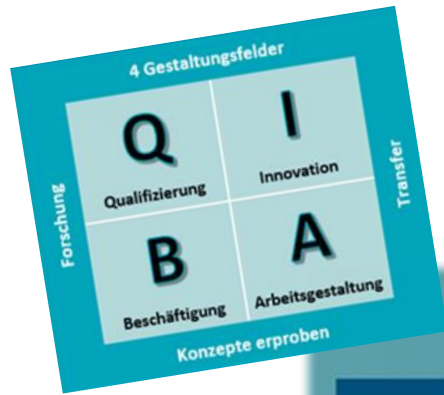 4 Gestaltungsfelder
Forschung
Q
Qualifizierung
I
Innovation
B
Beschäftigung
A
Arbeitsgestaltung
Transfer
Konzepte erproben